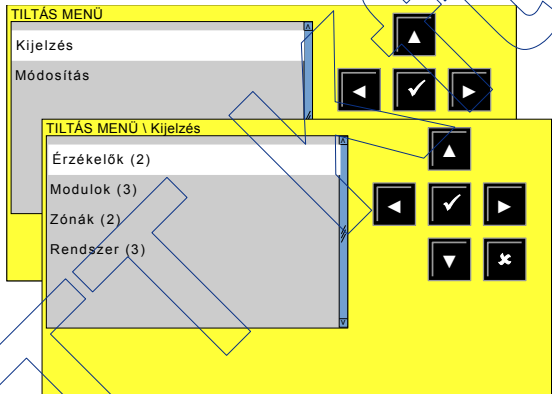 TILTÁS MENÜ
Kijelzés
Módosítás
TILTÁS MENÜ \ Kijelzés
Érzékelők (2)
Modulok (3)
Zónák (2)
Rendszer (3)